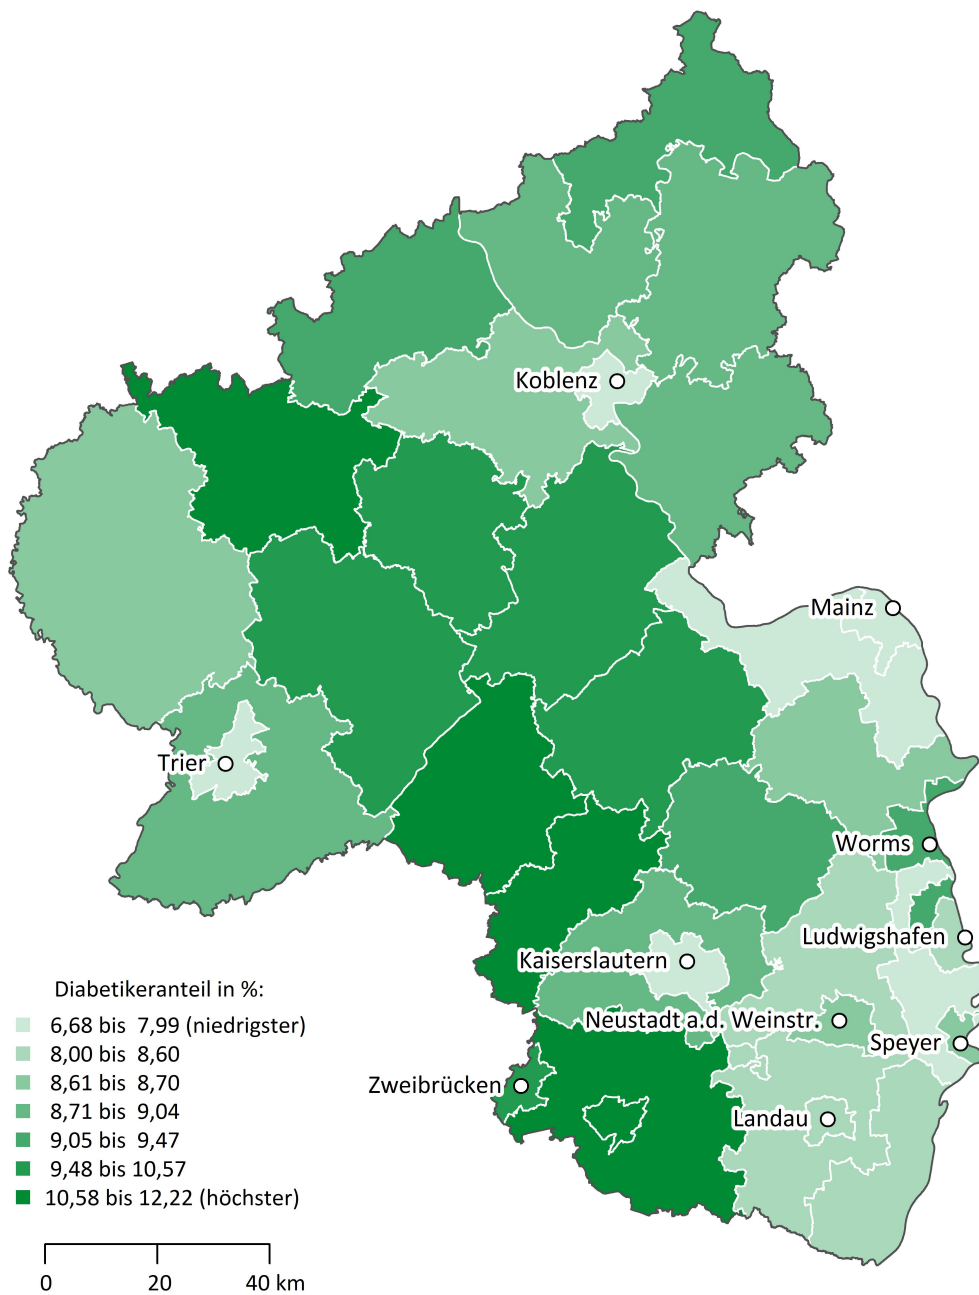 Koblenz
Mainz
Trier
Worms
Ludwigshafen
Kaiserslautern
Neustadt a.d. Weinstr.
Speyer
Zweibrücken
Landau
Diabetikeranteil in %:
6,68 bis 7,99 (niedrigster)
8,00 bis 8,60
8,61 bis 8,70
8,71 bis 9,04
9,05 bis 9,47
9,48 bis 10,57
10,58 bis 12,22 (höchster)
0 20 40 km